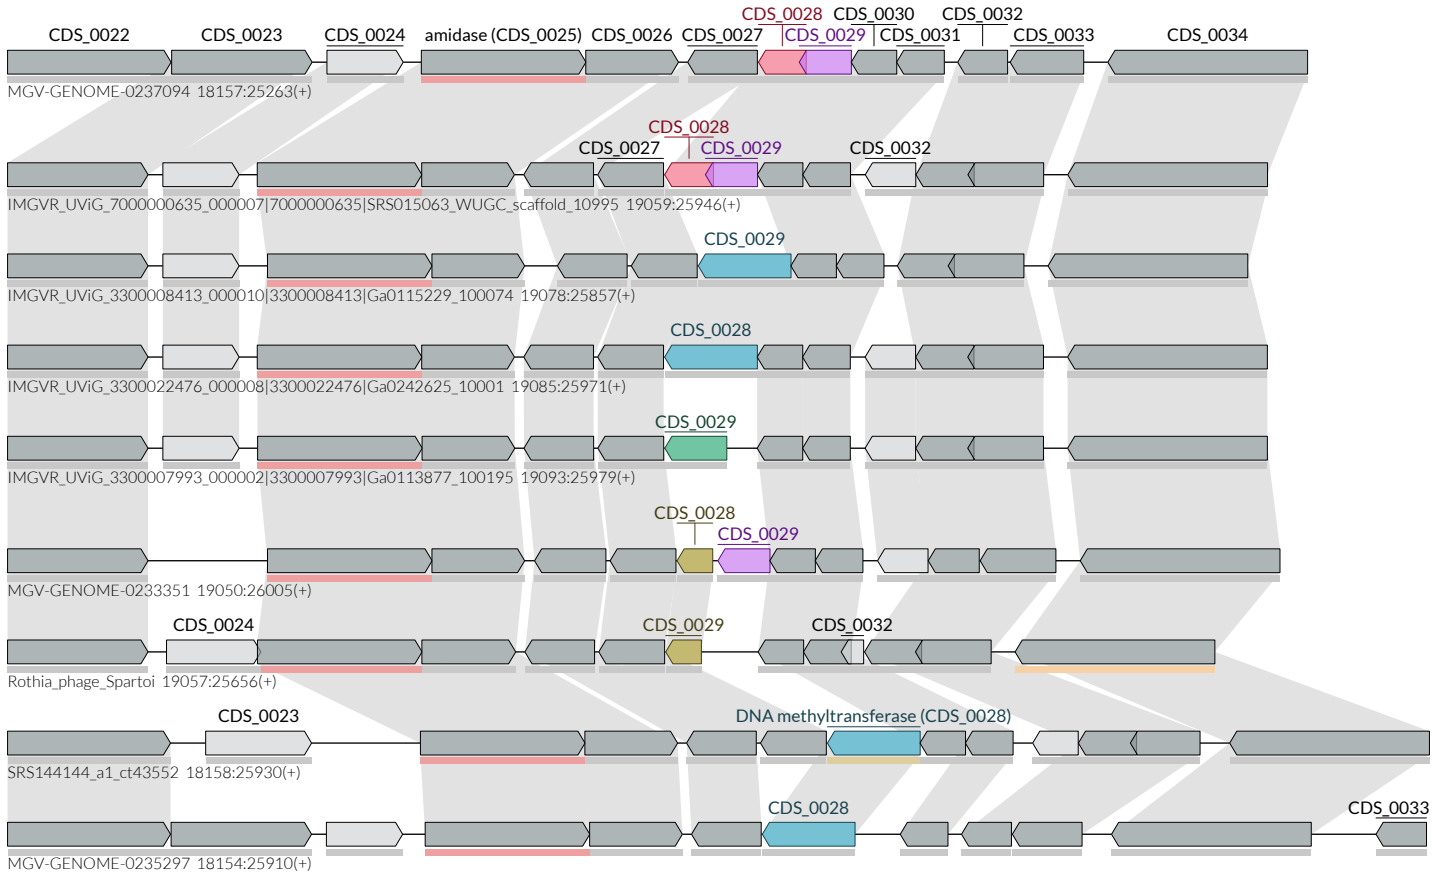 CDS_0028 CDS_0030 CDS_0032
CDS_0022 CDS_0023 CDS_0024 amidase (CDS_0025) CDS_0026 CDS_0027 CDS_0029 CDS_0031 CDS_0033 CDS_0034
MGV-GENOME-0237094 18157:25263(+)
CDS_0028
CDS_0027 CDS_0029 CDS_0032
IMGVR_UViG_7000000635_000007|7000000635|SRS015063_WUGC_scaffold_10995 19059:25946(+)
CDS_0029
IMGVR_UViG_3300008413_000010|3300008413|Ga0115229_100074 19078:25857(+)
CDS_0028
IMGVR_UViG_3300022476_000008|3300022476|Ga0242625_10001 19085:25971(+)
CDS_0029
IMGVR_UViG_3300007993_000002|3300007993|Ga0113877_100195 19093:25979(+)
CDS_0028
CDS_0029
MGV-GENOME-0233351 19050:26005(+)
CDS_0024 CDS_0029 CDS_0032
Rothia_phage_Spartoi 19057:25656(+)
CDS_0023 DNA methyltransferase (CDS_0028)
SRS144144_a1_ct43552 18158:25930(+)
CDS_0028 CDS_0033
MGV-GENOME-0235297 18154:25910(+)